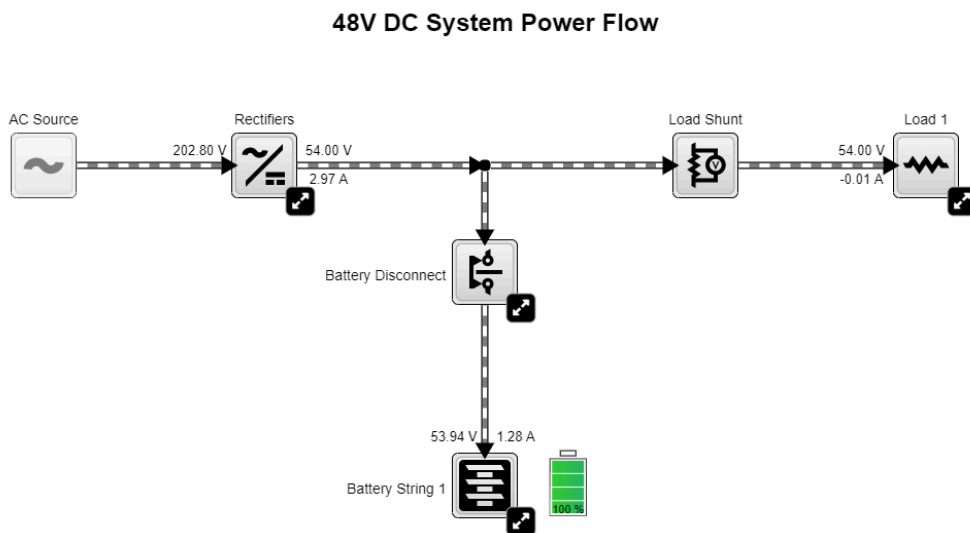 48V DC System Power Flow
AC Source
Rectifiers
Load Shunt
Load 1
202.80 V
54.00 V
2.97 A
V
54.00 V
-0.01 A
Battery Disconnect
53.94 V
1.28 A
Battery String 1
100 %